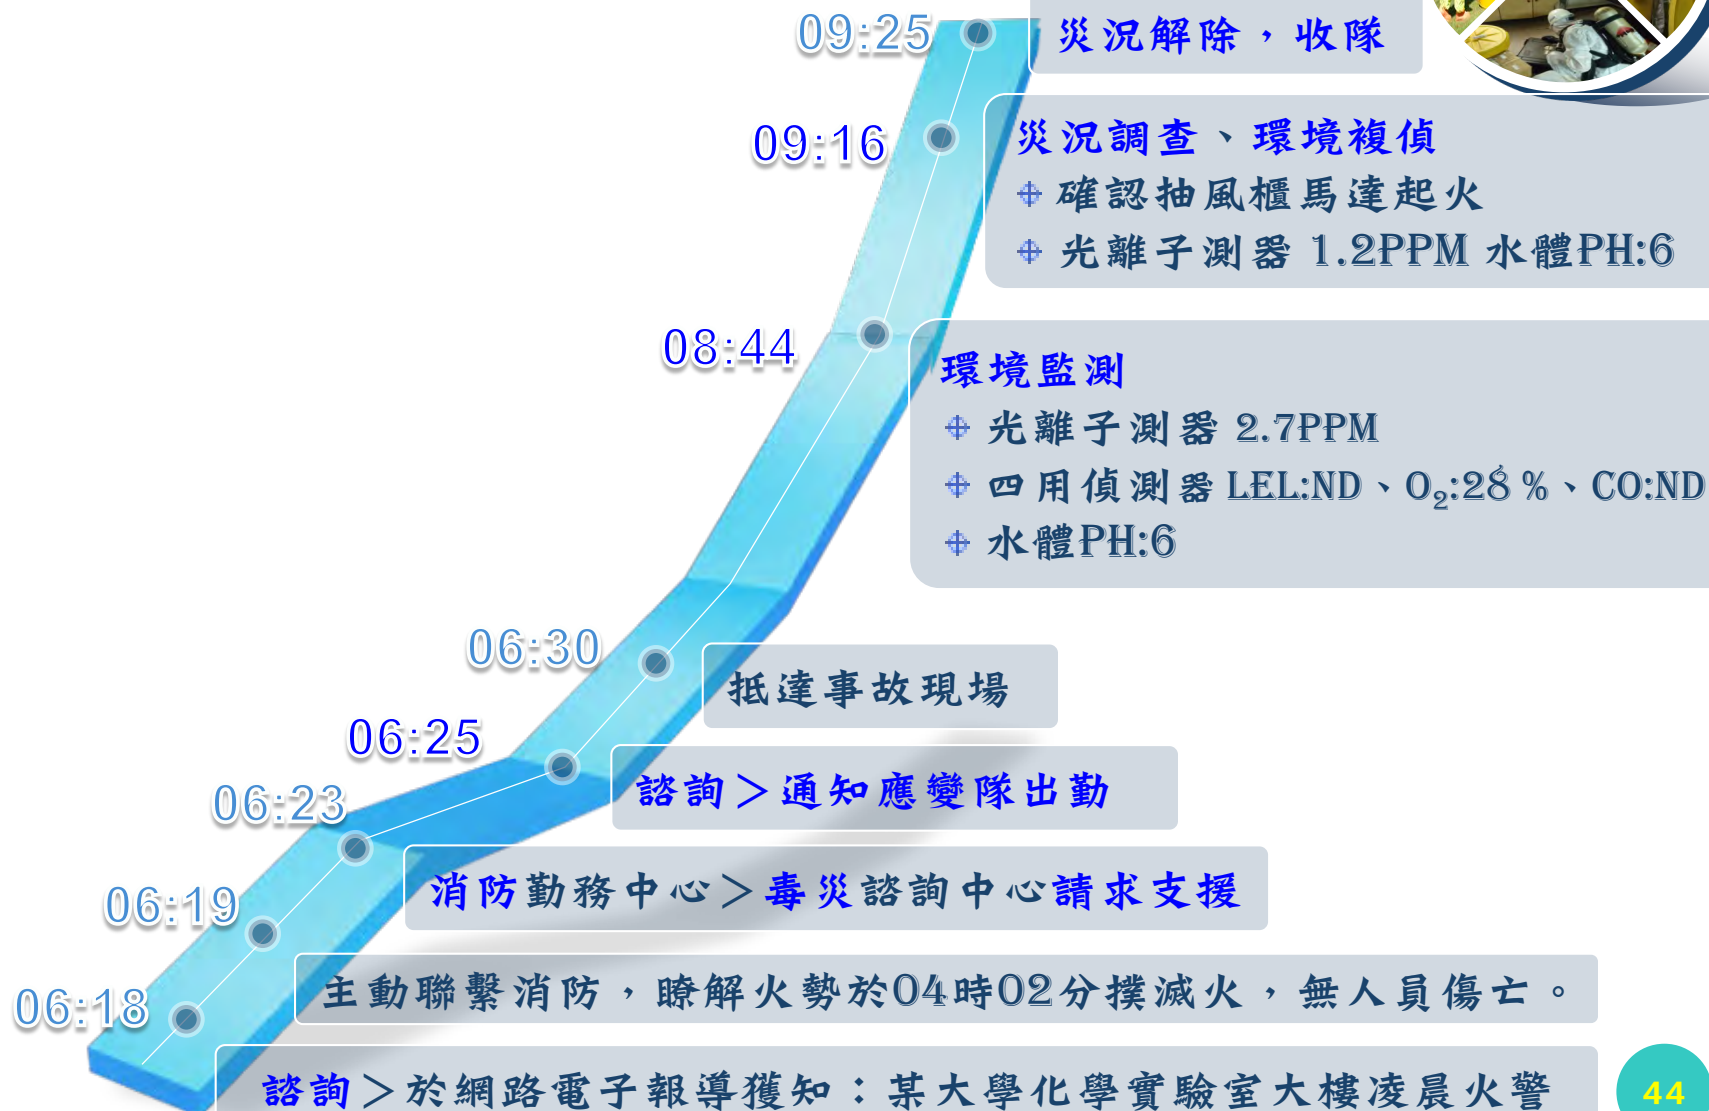 09:25
災況解除，收隊
09:16
災況調查、環境複偵
確認抽風櫃馬達起火
光離子測器 1.2PPM 水體PH:6
08:44
環境監測
光離子測器 2.7PPM
四用偵測器 LEL:ND、O₂:28 %、CO:ND
水體PH:6
06:30
抵達事故現場
06:25
諮詢＞通知應變隊出勤
06:23
消防勤務中心＞毒災諮詢中心請求支援
06:19
主動聯繫消防，瞭解火勢於04時02分撲滅火，無人員傷亡。
06:18
諮詢＞於網路電子報導獲知：某大學化學實驗室大樓凌晨火警
44